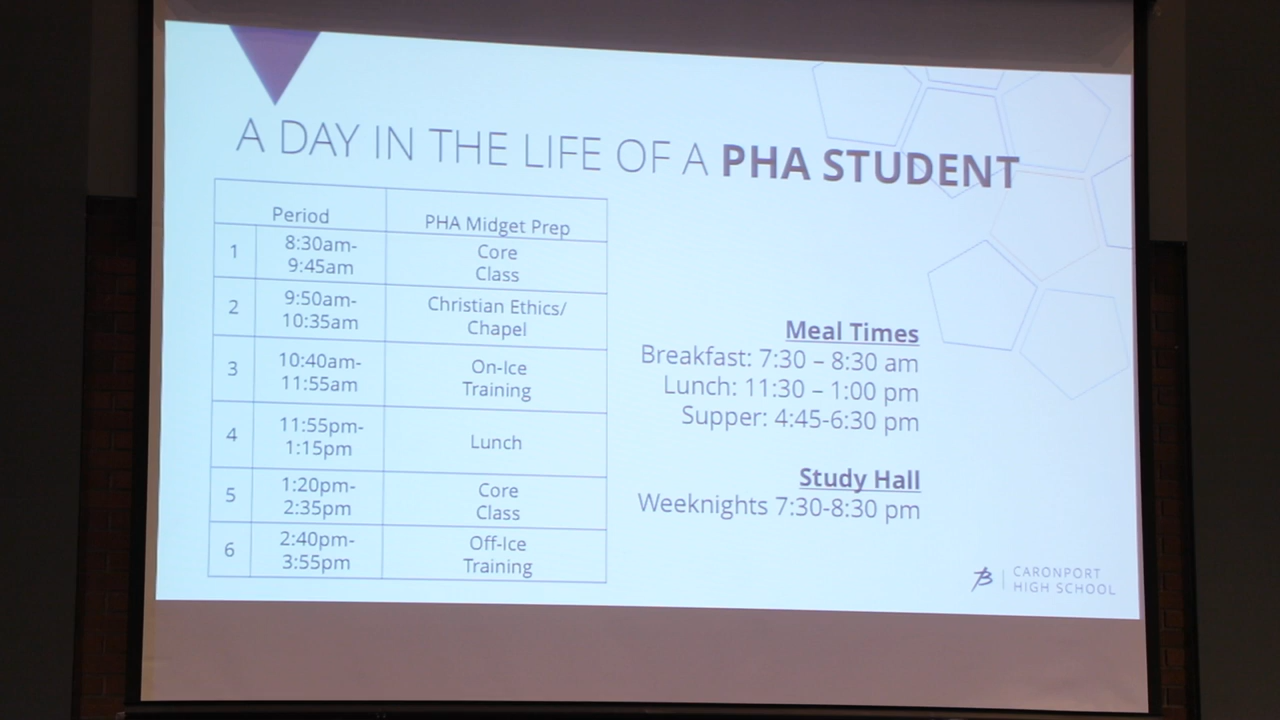 A DAY IN THE LIFE OF A PHA STUDENT
Period
PHA Midget Prep
1
8:30am-
9:45am
Core
Class
2
9:50am-
10:35am
Christian Ethics/
Chapel
3
10:40am-
11:55am
On-Ice
Training
4
11:55pm-
1:15pm
Lunch
5
1:20pm-
2:35pm
Core
Class
6
2:40pm-
3:55pm
Off-Ice
Training
Meal Times
Breakfast: 7:30 – 8:30 am
Lunch: 11:30 – 1:00 pm
Supper: 4:45-6:30 pm
Study Hall
Weeknights 7:30-8:30 pm
CARONPORT
HIGH SCHOOL